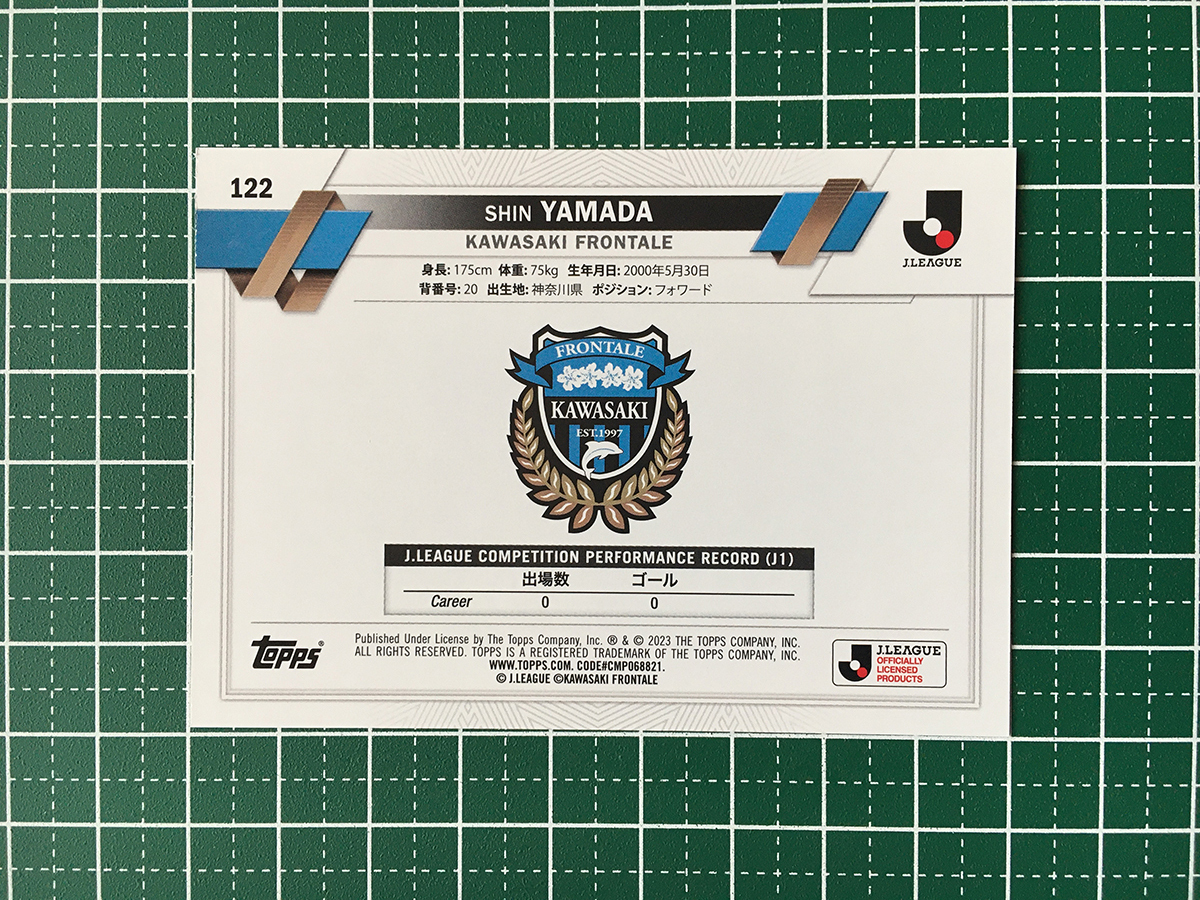 122
SHIN YAMADA
KAWASAKI FRONTALE
J.LEAGUE
身長: 175cm 体重: 75kg 生年月日: 2000年5月30日
背番号: 20 出生地: 神奈川県 ポジション: フォワード
FRONTALE
KAWASAKI
EST.1997
J.LEAGUE COMPETITION PERFORMANCE RECORD (J1)
出場数 ゴール
Career 0 0
Topps®
Published Under License by The Topps Company, Inc. ® & © 2023 THE TOPPS COMPANY, INC.
ALL RIGHTS RESERVED. TOPPS IS A REGISTERED TRADEMARK OF THE TOPPS COMPANY, INC.
WWW.TOPPS.COM. CODE#CMP068821.
© J.LEAGUE ©KAWASAKI FRONTALE
J.LEAGUE
OFFICIALLY
LICENSED
PRODUCTS